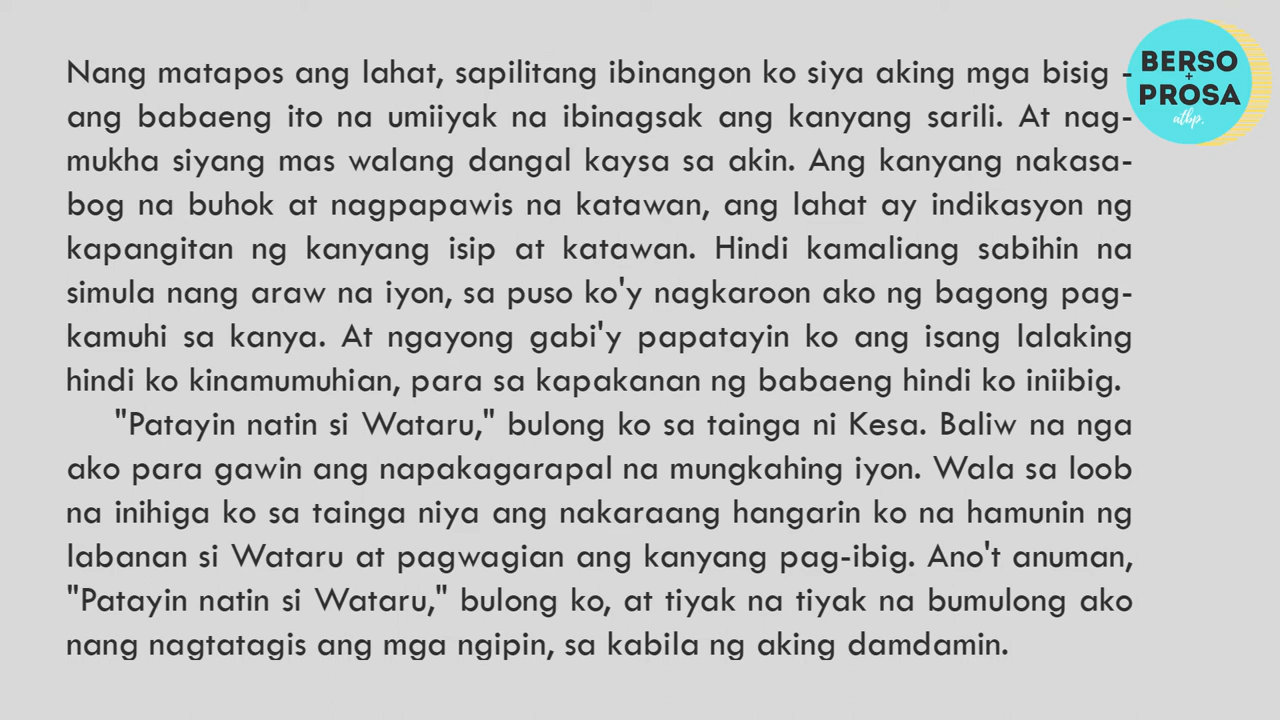 Nang matapos ang lahat, sapilitang ibinangon ko siya aking mga bisig -
ang babaeng ito na umiiyak na ibinagsak ang kanyang sarili. At nag-
mukha siyang mas walang dangal kaysa sa akin. Ang kanyang nakasa-
bog na buhok at nagpapawis na katawan, ang lahat ay indikasyon ng
kapangitan ng kanyang isip at katawan. Hindi kamaliang sabihin na
simula nang araw na iyon, sa puso ko'y nagkaroon ako ng bagong pag-
kamuhi sa kanya. At ngayong gabi'y papatayin ko ang isang lalaking
hindi ko kinamumuhian, para sa kapakanan ng babaeng hindi ko iniibig.
"Patayin natin si Wataru," bulong ko sa tainga ni Kesa. Baliw na nga
ako para gawin ang napakagarapal na mungkahing iyon. Wala sa loob
na inihiga ko sa tainga niya ang nakaraang hangarin ko na hamunin ng
labanan si Wataru at pagwagian ang kanyang pag-ibig. Ano't anuman,
"Patayin natin si Wataru," bulong ko, at tiyak na tiyak na bumulong ako
nang nagtatagis ang mga ngipin, sa kabila ng aking damdamin.
BERSO
+
PROSA
atbp.